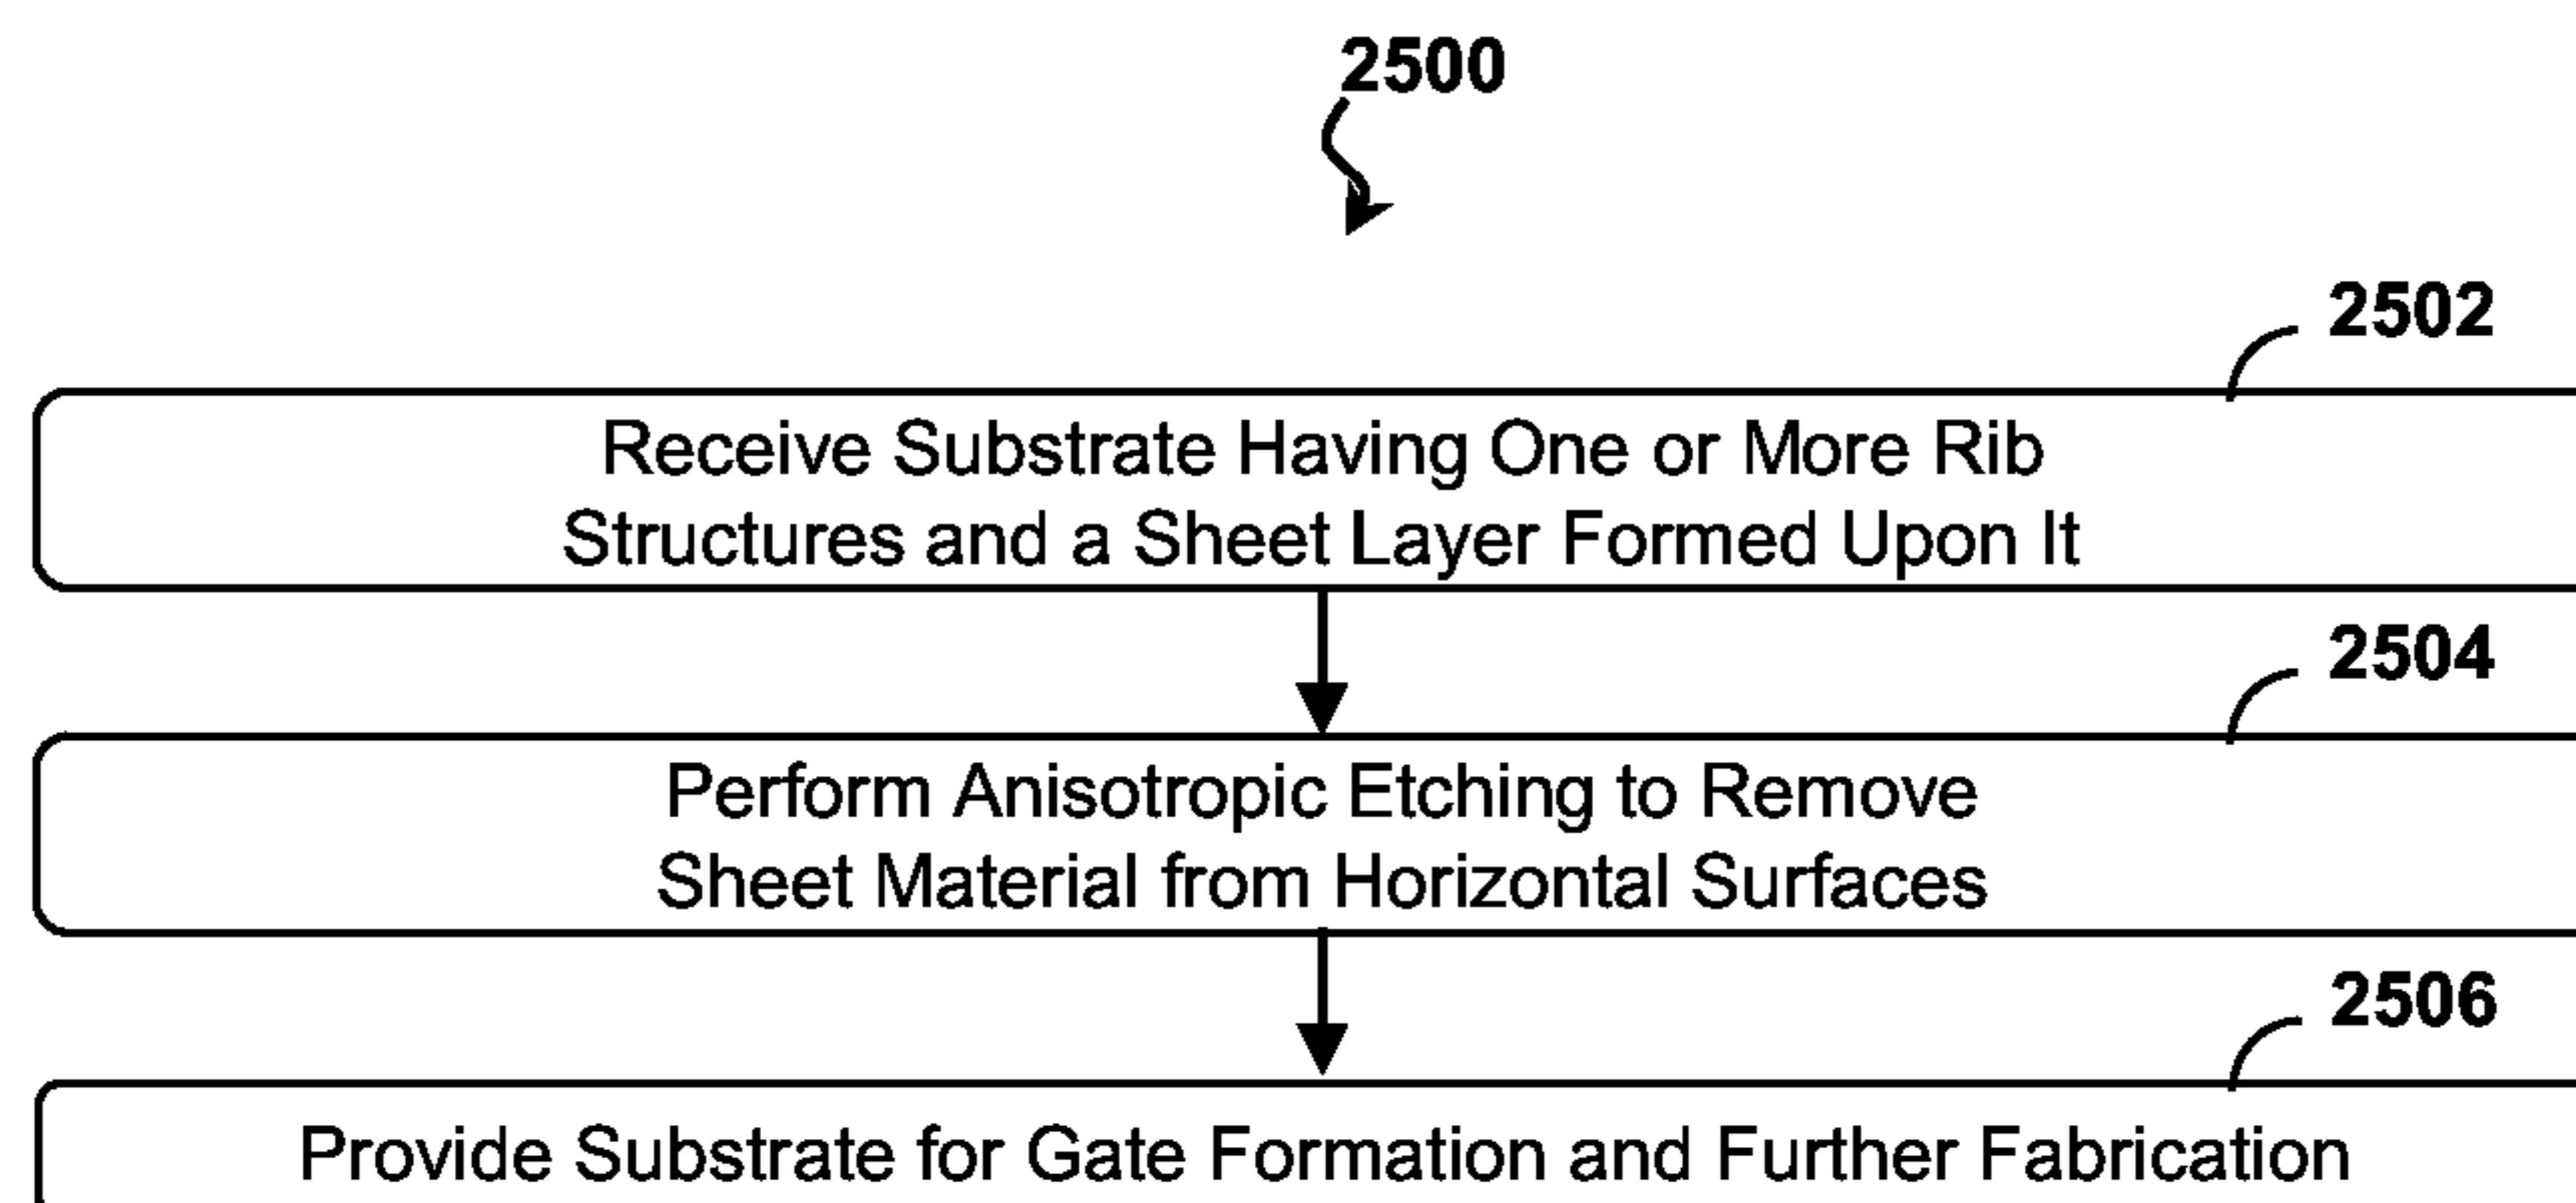 2500
2502
Receive Substrate Having One or More Rib
Structures and a Sheet Layer Formed Upon It
2504
Perform Anisotropic Etching to Remove
Sheet Material from Horizontal Surfaces
2506
Provide Substrate for Gate Formation and Further Fabrication